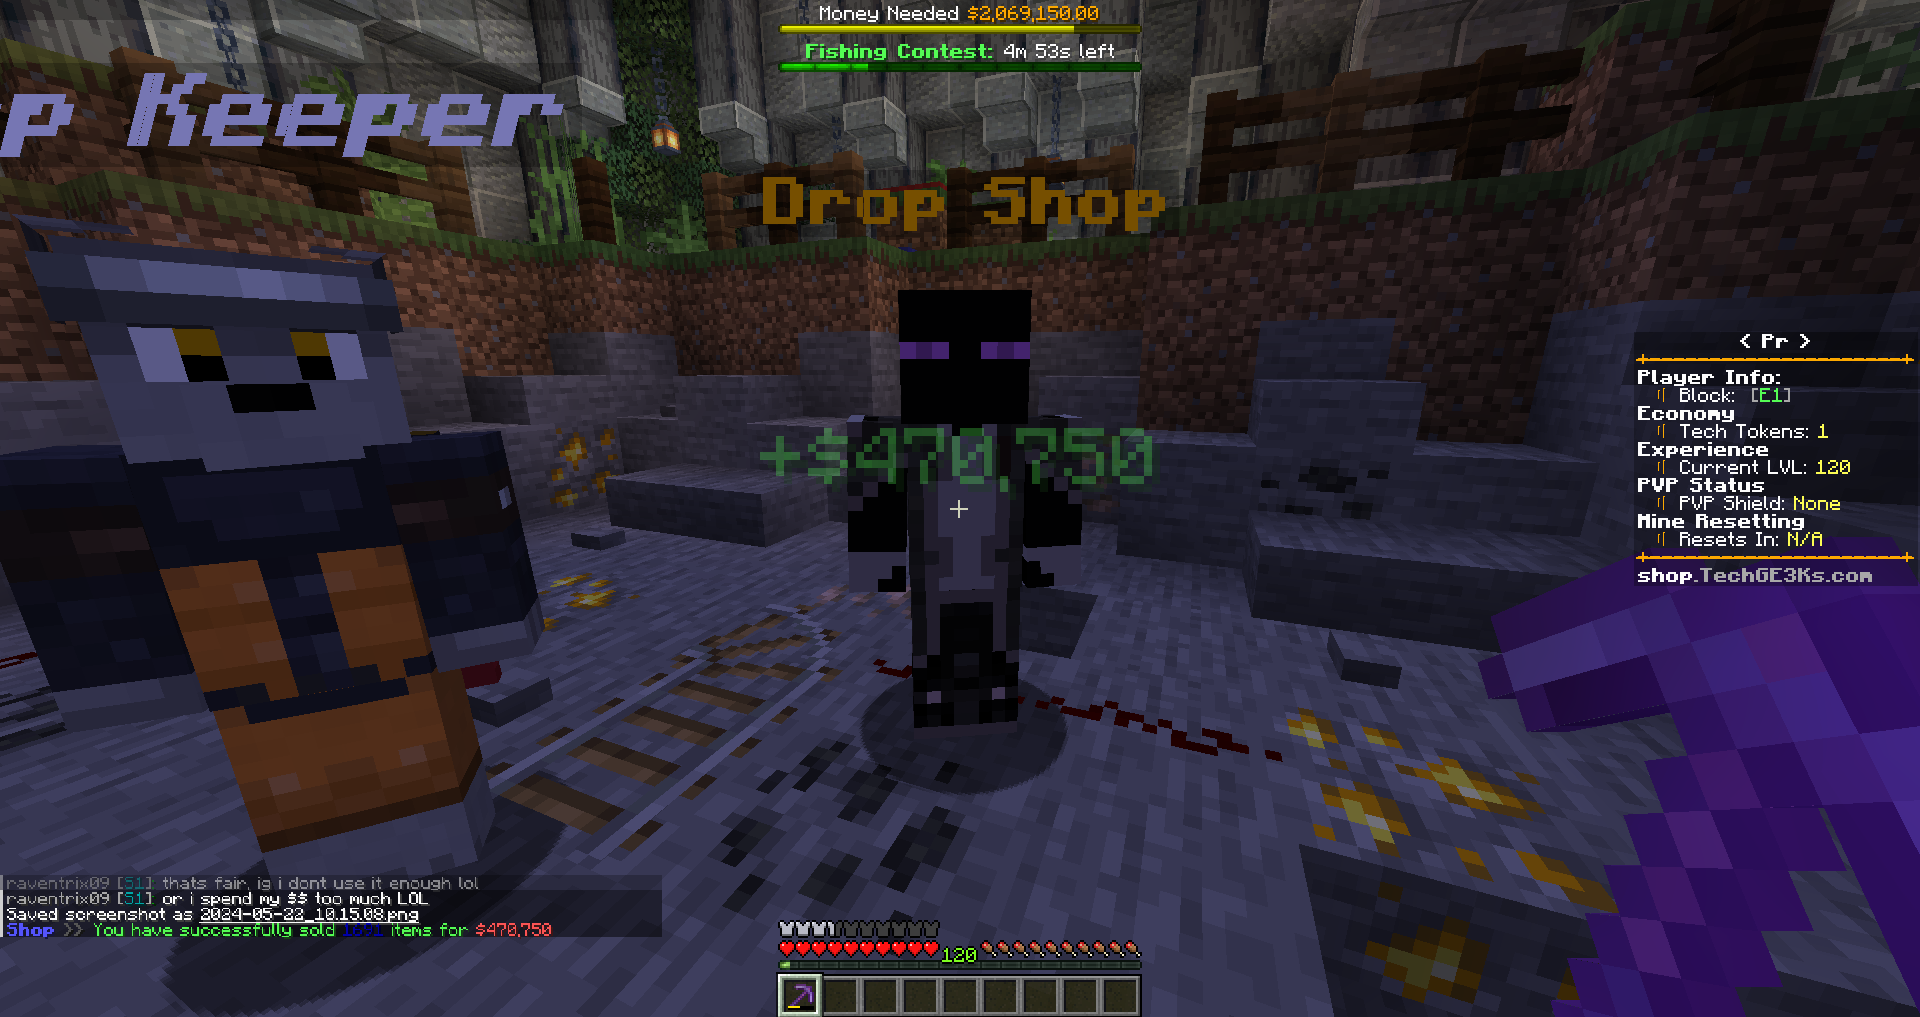 Money Needed $2,069,150.00
Fishing Contest: 4m 53s left
p Keeper
Drop Shop
+$470,750
< Pr >
Player Info:
Block: [E1]
Economy
Tech Tokens: 1
Experience
Current LVL: 120
PVP Status
PVP Shield: None
Mine Resetting
Resets In: N/A
shop.TechGE3Ks.com
raventrix09 [51]: thats fair, ig i dont use it enough lol
raventrix09 [51]: or i spend my $$ too much LOL
Saved screenshot as 2024-05-22_10.15.08.png
Shop >> You have successfully sold items for $470,750
120